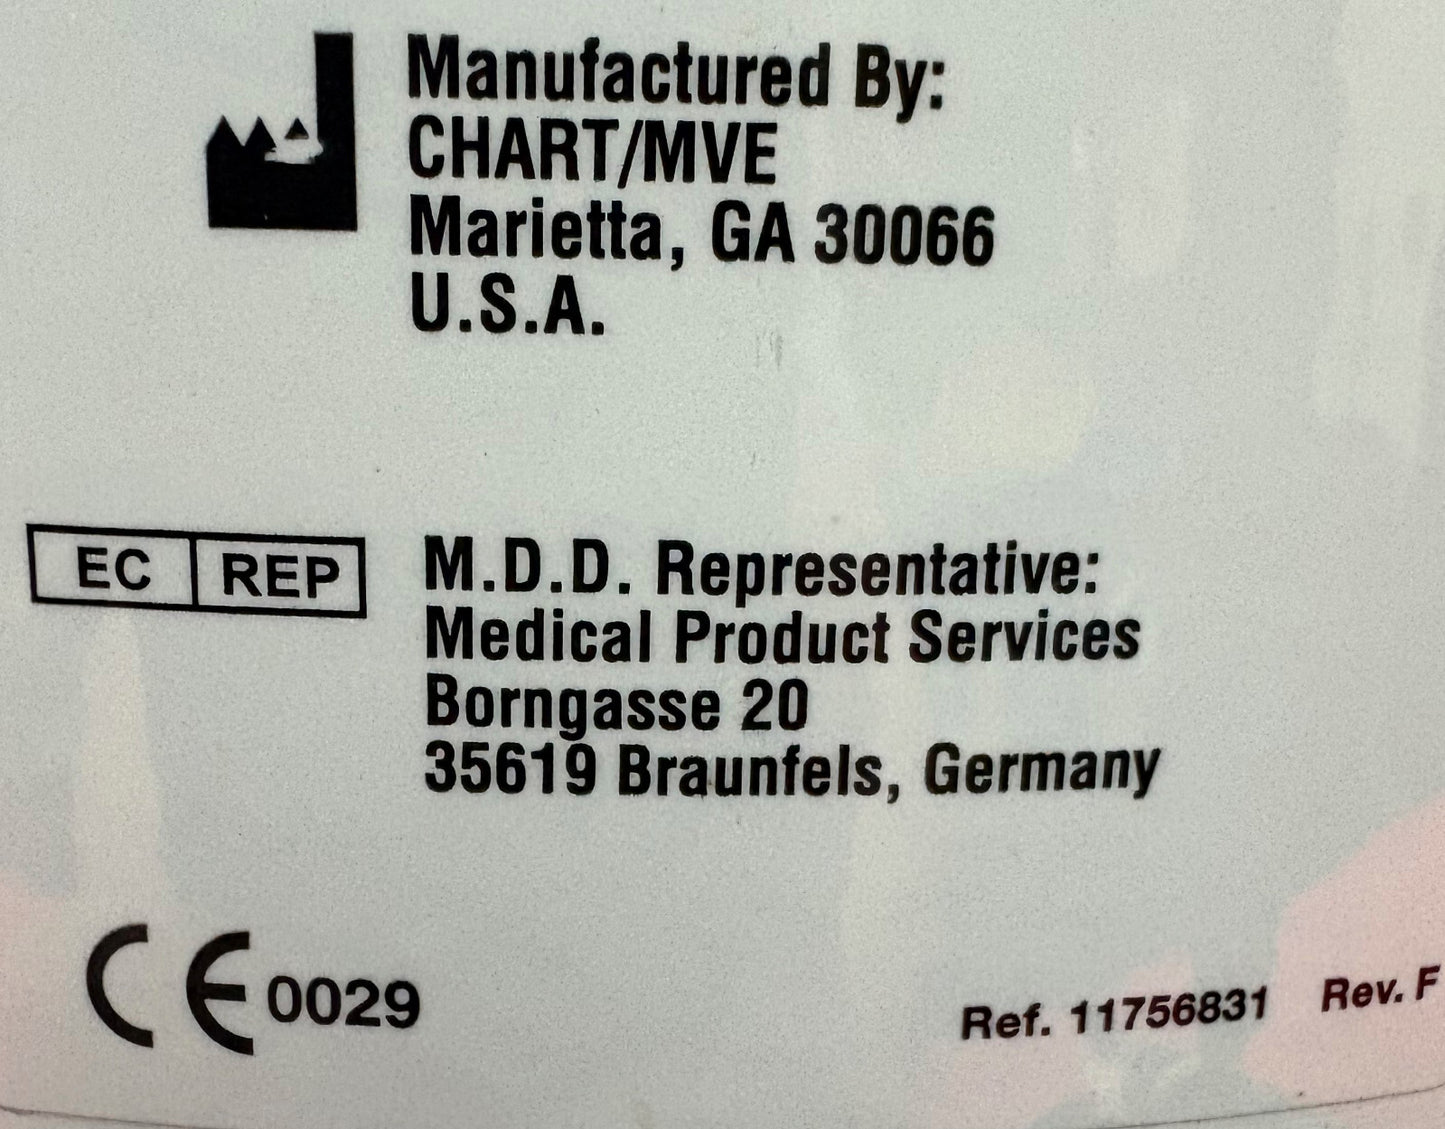 Manufactured By:
CHART/MVE
Marietta, GA 30066
U.S.A.
EC REP
M.D.D. Representative:
Medical Product Services
Borngasse 20
35619 Braunfels, Germany
CE 0029
Ref. 11756831 Rev. F